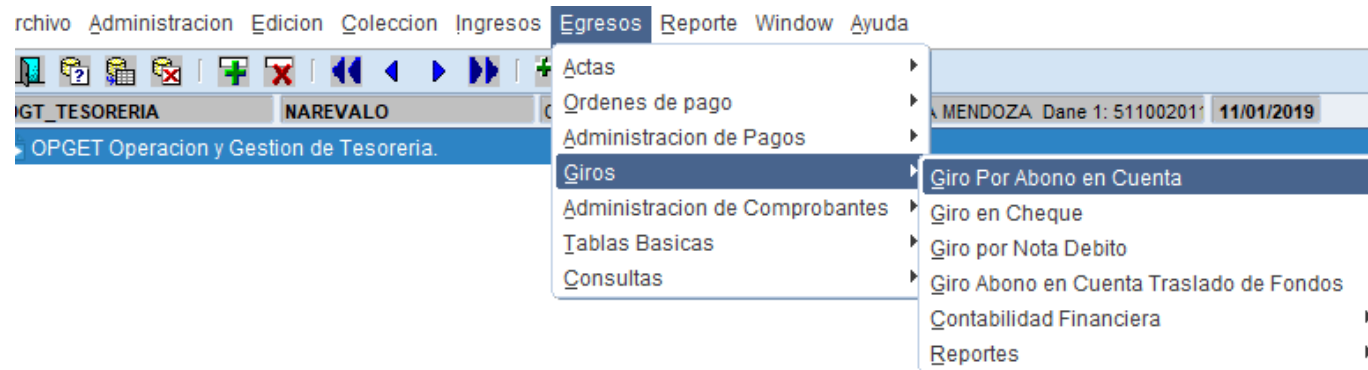 rchivo Administracion Edicion Coleccion Ingresos Egresos Reporte Window Ayuda
OGT_TESORERIA NAREVALO MENDOZA Dane 1: 511002011 11/01/2019
OPGET Operacion y Gestion de Tesoreria.
Actas
Ordenes de pago
Administracion de Pagos
Giros
Administracion de Comprobantes
Tablas Basicas
Consultas
Giro Por Abono en Cuenta
Giro en Cheque
Giro por Nota Debito
Giro Abono en Cuenta Traslado de Fondos
Contabilidad Financiera
Reportes